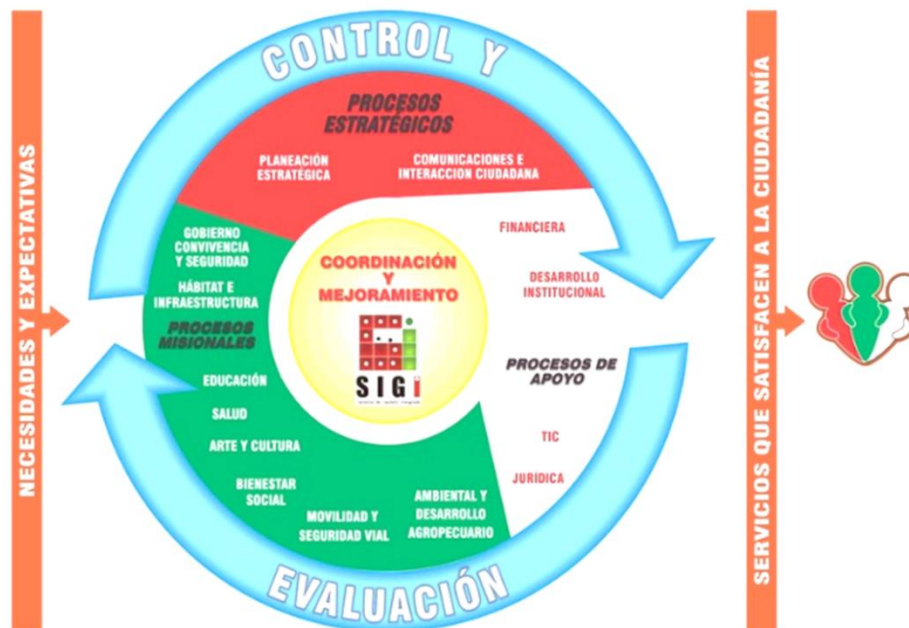 NECESIDADES Y EXPECTATIVAS
CONTROL Y
EVALUACIÓN
PROCESOS
ESTRATÉGICOS
PLANEACIÓN
ESTRATÉGICA
COMUNICACIONES E
INTERACCION CIUDADANA
GOBIERNO
CONVIVENCIA
Y SEGURIDAD
HÁBITAT E
INFRAESTRUCTURA
PROCESOS
MISIONALES
EDUCACIÓN
SALUD
ARTE Y CULTURA
BIENESTAR
SOCIAL
MOVILIDAD Y
SEGURIDAD VIAL
AMBIENTAL Y
DESARROLLO
AGROPECUARIO
COORDINACIÓN
Y
MEJORAMIENTO
SIGi
FINANCIERA
DESARROLLO
INSTITUCIONAL
PROCESOS DE
APOYO
TIC
JURÍDICA
SERVICIOS QUE SATISFACEN A LA CIUDADANÍA